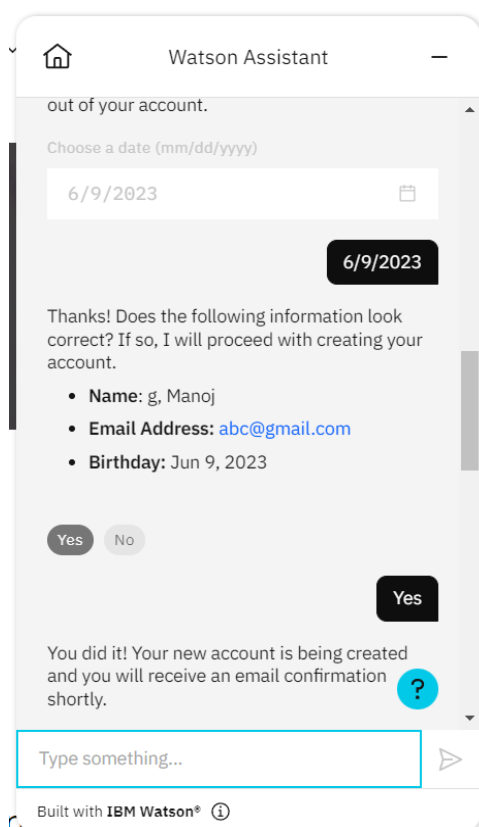 Watson Assistant
out of your account.
Choose a date (mm/dd/yyyy)
6/9/2023
6/9/2023
Thanks! Does the following information look
correct? If so, I will proceed with creating your
account.
• Name: g, Manoj
• Email Address: abc@gmail.com
• Birthday: Jun 9, 2023
Yes No
Yes
You did it! Your new account is being created
and you will receive an email confirmation
shortly.
?
Type something...
Built with IBM Watson®